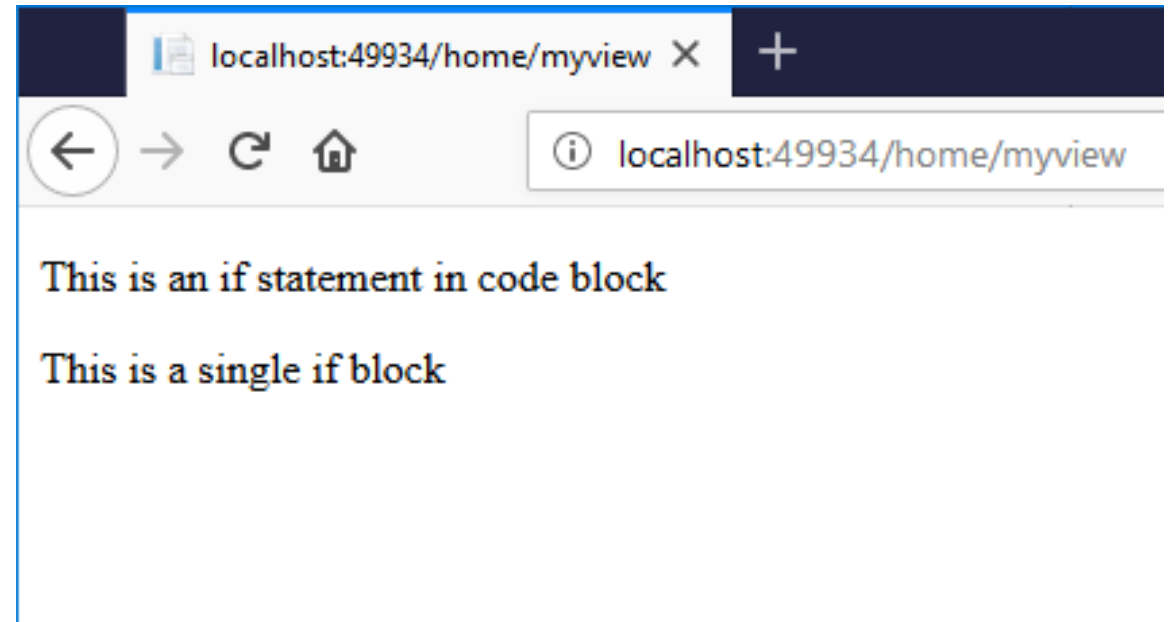 localhost:49934/home/myview
localhost:49934/home/myview
This is an if statement in code block
This is a single if block